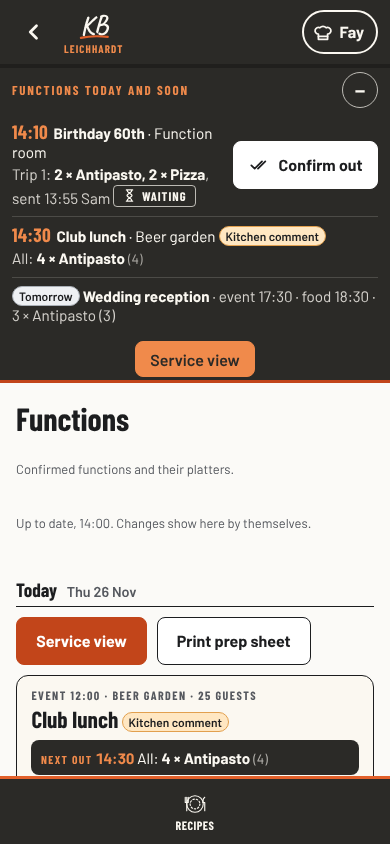 KB
LEICHHARDT
Fay
FUNCTIONS TODAY AND SOON
14:10 Birthday 60th · Function
room
Trip 1: 2 × Antipasto, 2 × Pizza,
sent 13:55 Sam WAITING
Confirm out
14:30 Club lunch · Beer garden Kitchen comment
All: 4 × Antipasto (4)
Tomorrow Wedding reception · event 17:30 · food 18:30 ·
3 × Antipasto (3)
Service view
Functions
Confirmed functions and their platters.
Up to date, 14:00. Changes show here by themselves.
Today Thu 26 Nov
Service view
Print prep sheet
EVENT 12:00 · BEER GARDEN · 25 GUESTS
Club lunch Kitchen comment
NEXT OUT 14:30 All: 4 × Antipasto (4)
RECIPES